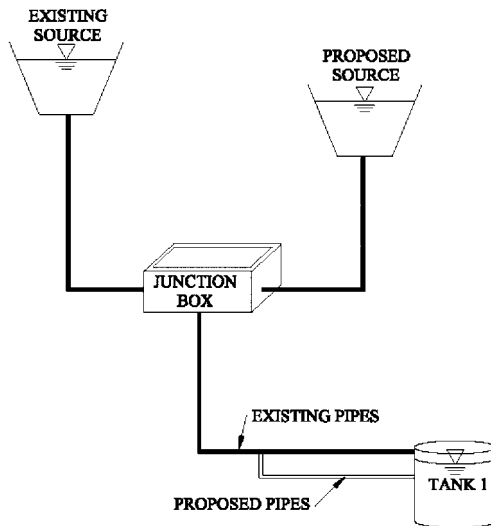 EXISTING
SOURCE
PROPOSED
SOURCE
JUNCTION
BOX
EXISTING PIPES
TANK 1
PROPOSED PIPES